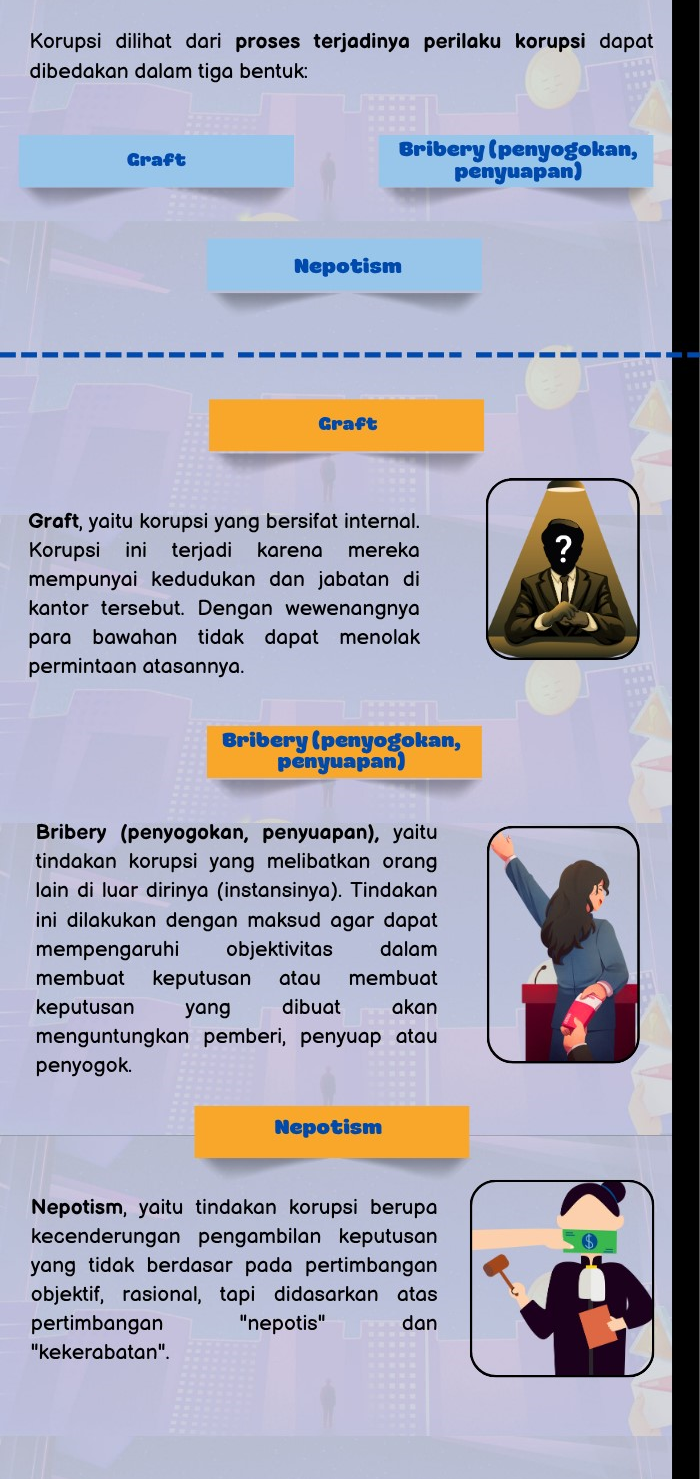 Korupsi dilihat dari proses terjadinya perilaku korupsi dapat
dibedakan dalam tiga bentuk:
Graft
Bribery (penyogokan,
penyuapan)
Nepotism
Graft
Graft, yaitu korupsi yang bersifat internal.
Korupsi ini terjadi karena mereka
mempunyai kedudukan dan jabatan di
kantor tersebut. Dengan wewenangnya
para bawahan tidak dapat menolak
permintaan atasannya.
?
Bribery (penyogokan,
penyuapan)
Bribery (penyogokan, penyuapan), yaitu
tindakan korupsi yang melibatkan orang
lain di luar dirinya (instansinya). Tindakan
ini dilakukan dengan maksud agar dapat
mempengaruhi objektivitas dalam
membuat keputusan atau membuat
keputusan yang dibuat akan
menguntungkan pemberi, penyuap atau
penyogok.
Nepotism
Nepotism, yaitu tindakan korupsi berupa
kecenderungan pengambilan keputusan
yang tidak berdasar pada pertimbangan
objektif, rasional, tapi didasarkan atas
pertimbangan "nepotis" dan
"kekerabatan".
$